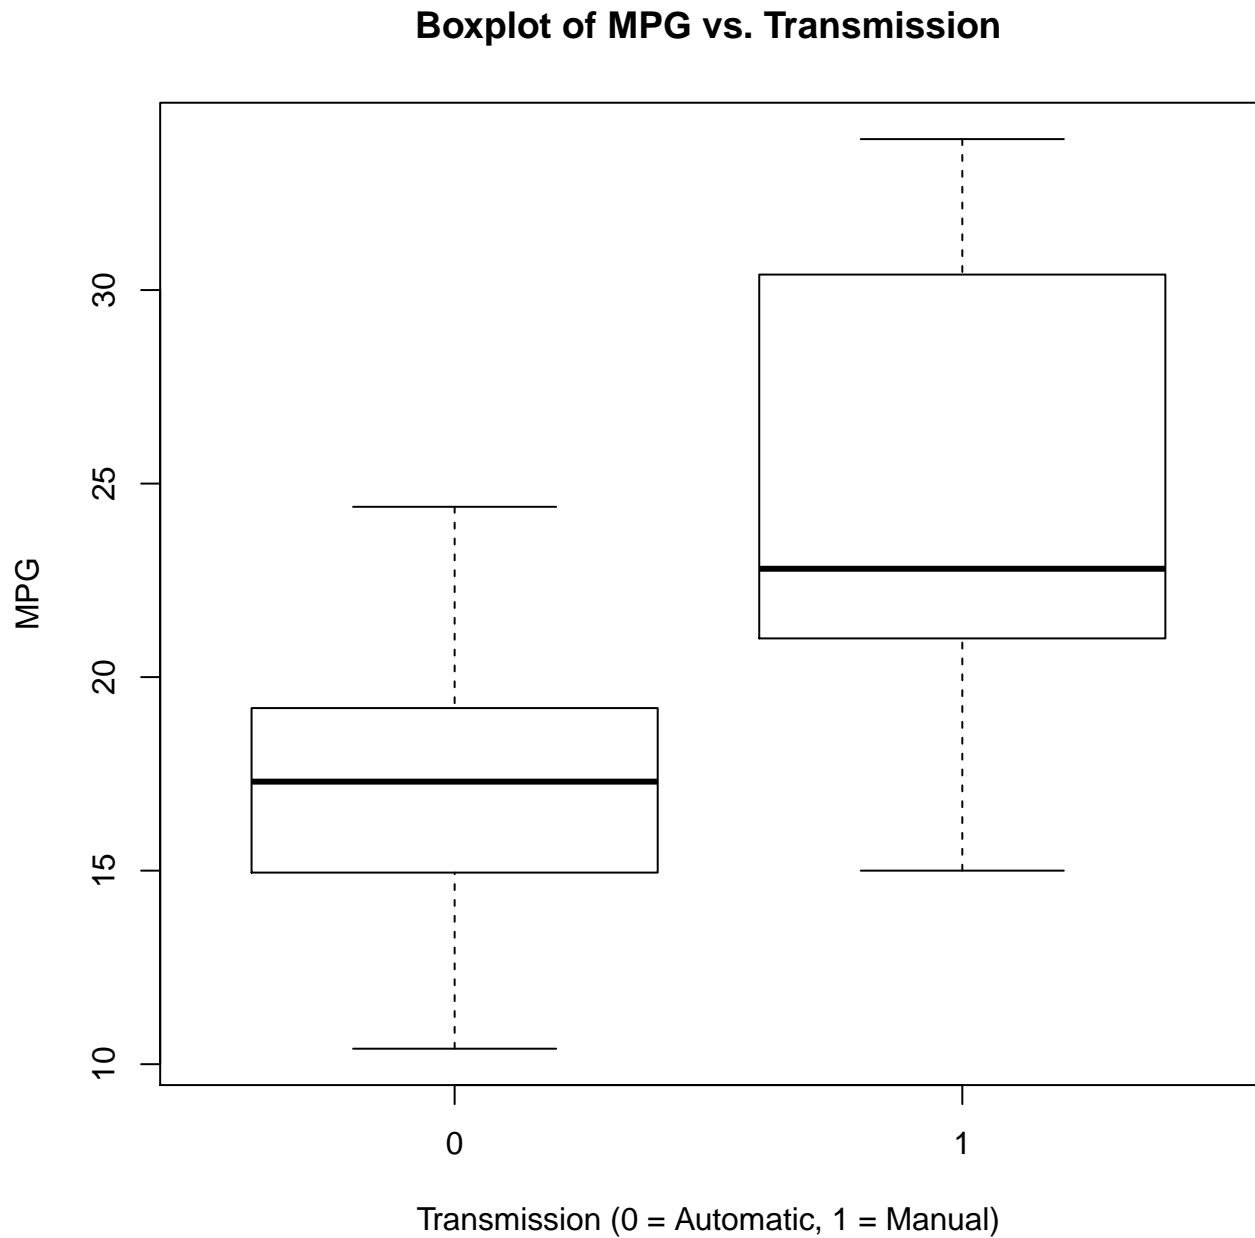 Boxplot of MPG vs. Transmission
MPG
30
25
20
15
10
0 1
Transmission (0 = Automatic, 1 = Manual)